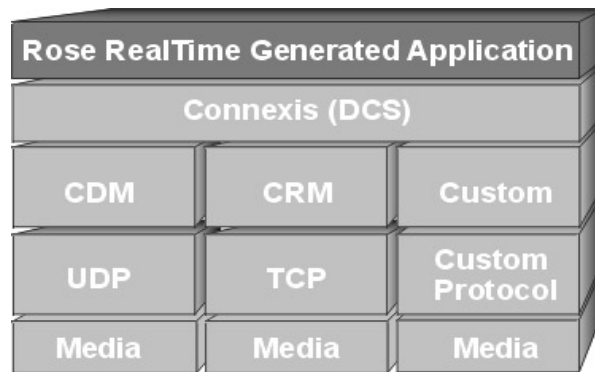 Rose RealTime Generated Application
Connexis (DCS)
CDM
CRM
Custom
UDP
TCP
Custom
Protocol
Media
Media
Media